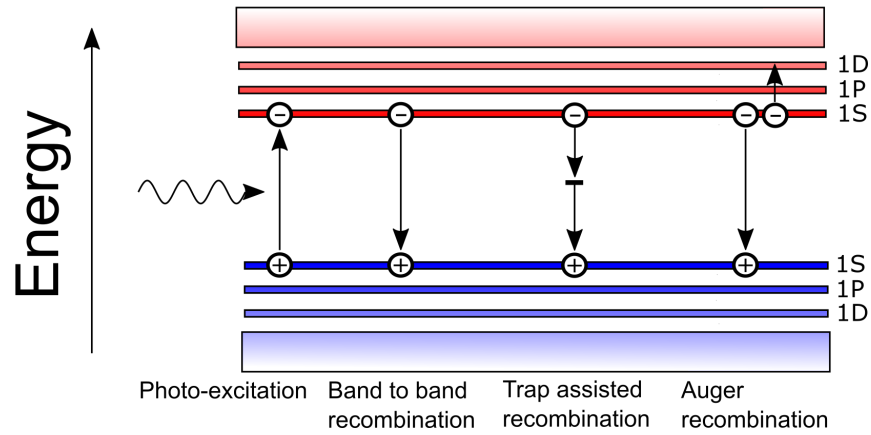 Energy
1D
1P
1S
1S
1P
1D
Photo-excitation
Band to band
recombination
Trap assisted
recombination
Auger
recombination